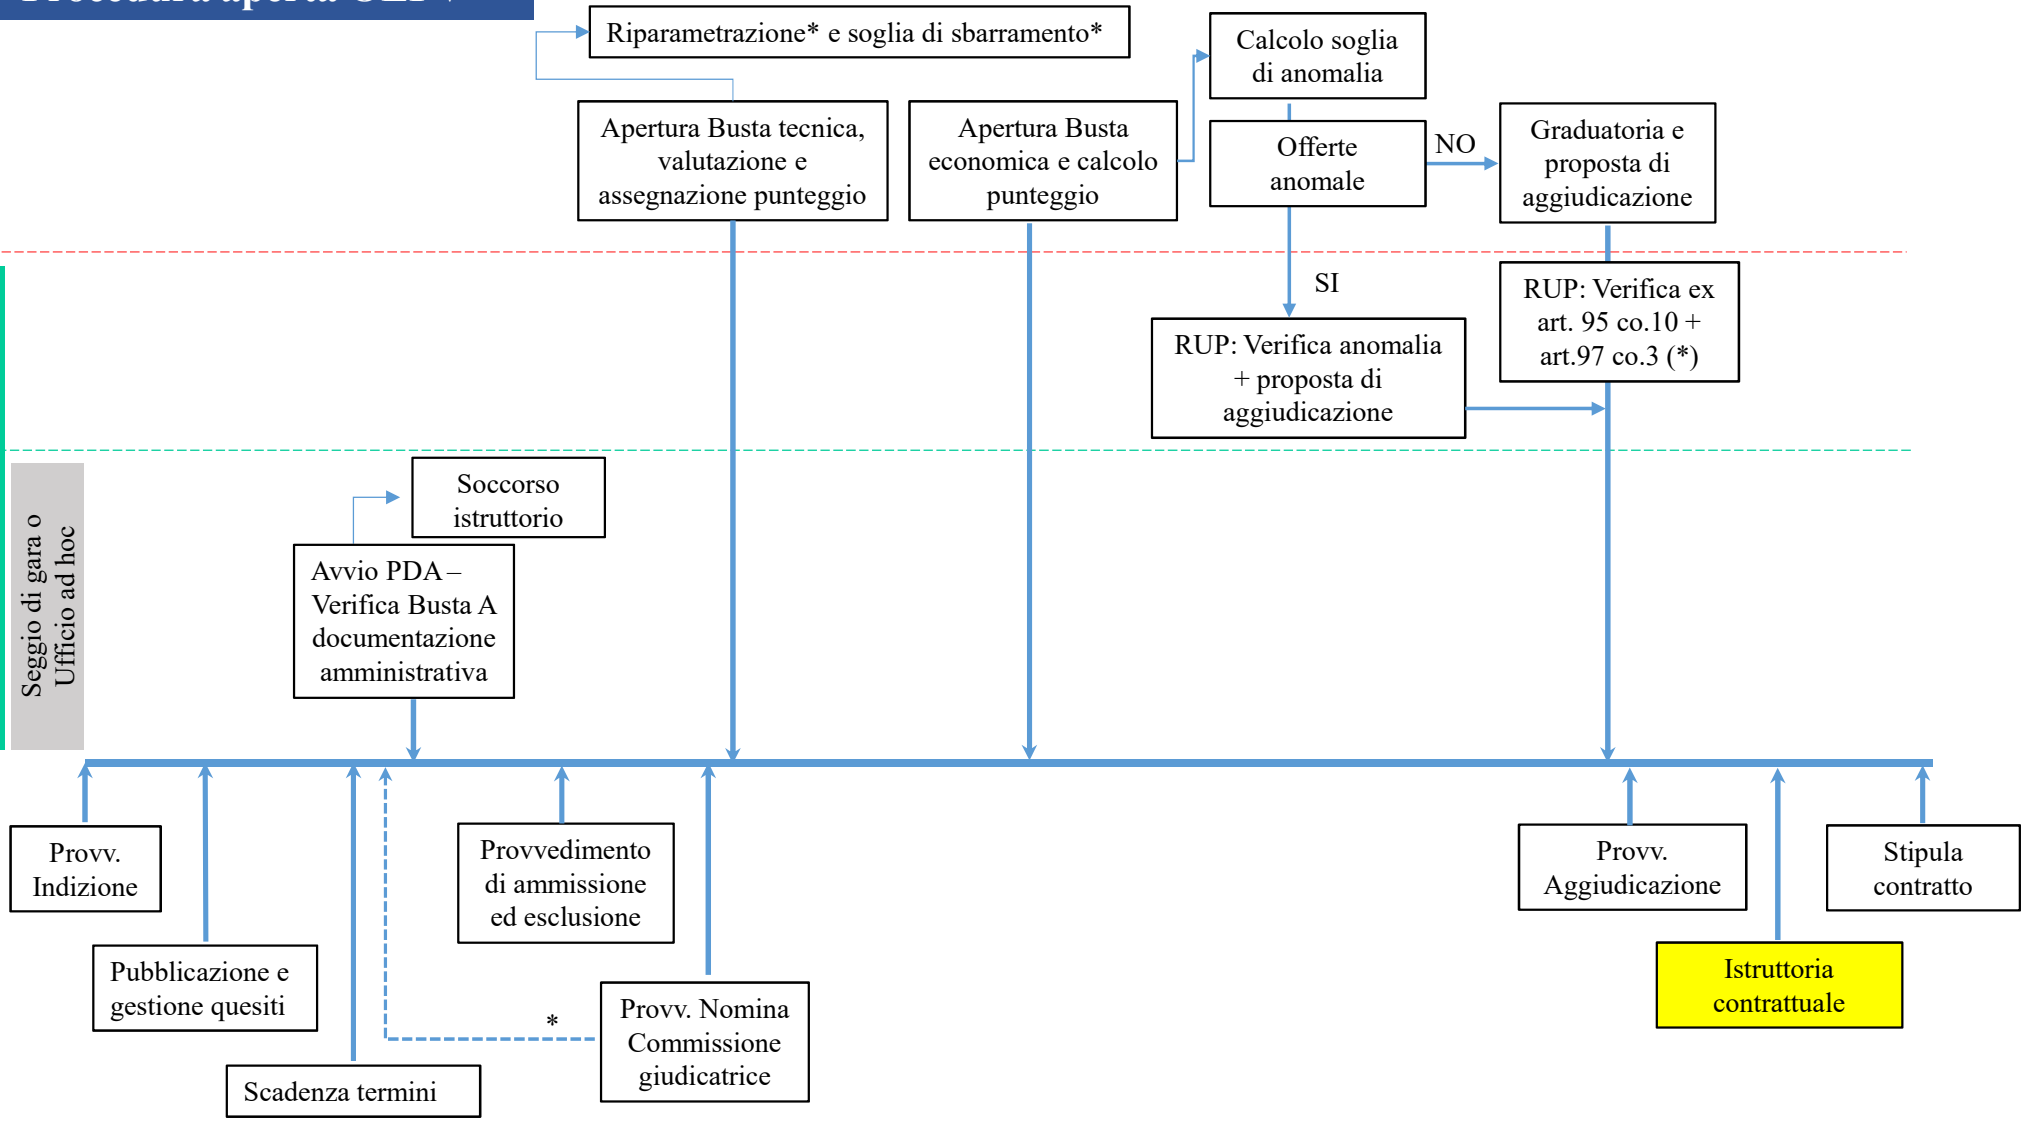 Procedura aperta OEPV
Riparametrazione* e soglia di sbarramento*
Calcolo soglia
di anomalia
Apertura Busta tecnica,
valutazione e
assegnazione punteggio
Apertura Busta
economica e calcolo
punteggio
Offerte
anomale
NO
Graduatoria e
proposta di
aggiudicazione
SI
RUP: Verifica ex
art. 95 co.10 +
art.97 co.3 (*)
RUP: Verifica anomalia
+ proposta di
aggiudicazione
Seggio di gara o
Ufficio ad hoc
Soccorso
istruttorio
Avvio PDA –
Verifica Busta A
documentazione
amministrativa
Provv.
Indizione
Pubblicazione e
gestione quesiti
Scadenza termini
Provvedimento
di ammissione
ed esclusione
*
Provv. Nomina
Commissione
giudicatrice
Provv.
Aggiudicazione
Istruttoria
contrattuale
Stipula
contratto